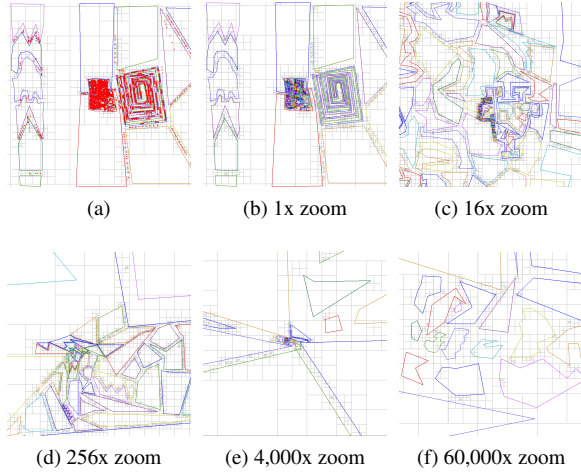 (a)
(b) 1x zoom
(c) 16x zoom
(d) 256x zoom
(e) 4,000x zoom
(f) 60,000x zoom